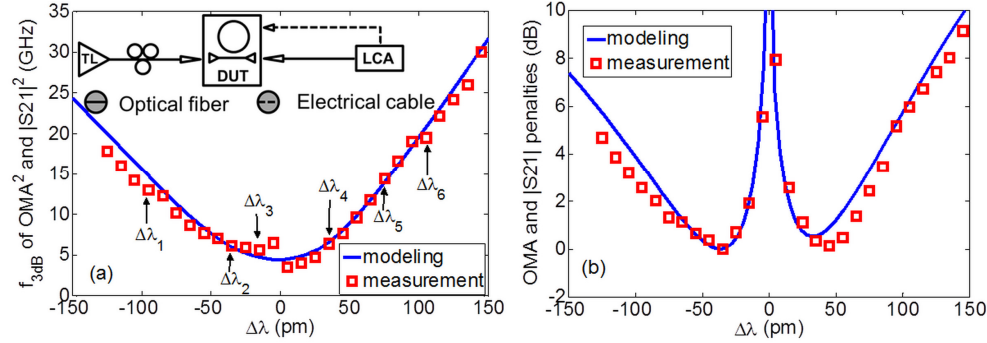 f3dB of OMA² and |S21|² (GHz)
35
30
25
20
15
10
5
0
-150 -100 -50 0 50 100 150
Δλ (pm)
TL
DUT
LCA
Optical fiber
Electrical cable
Δλ1
Δλ2
Δλ3
Δλ4
Δλ5
Δλ6
(a)
modeling
measurement
OMA and |S21| penalties (dB)
10
8
6
4
2
0
-2
-150 -100 -50 0 50 100 150
Δλ (pm)
modeling
measurement
(b)